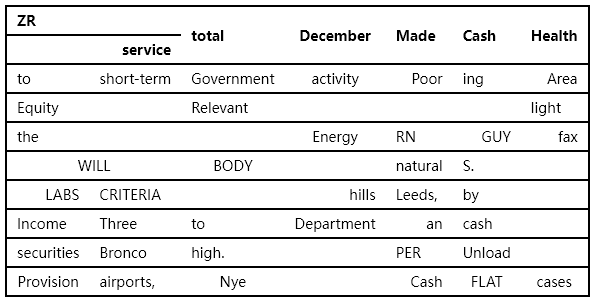 ZR
total December Made Cash Health
service
to short-term Government activity Poor ing Area
Equity Relevant light
the Energy RN GUY fax
WILL BODY natural S.
LABS CRITERIA hills Leeds, by
Income Three to Department an cash
securities Bronco high. PER Unload
Provision airports, Nye Cash FLAT cases